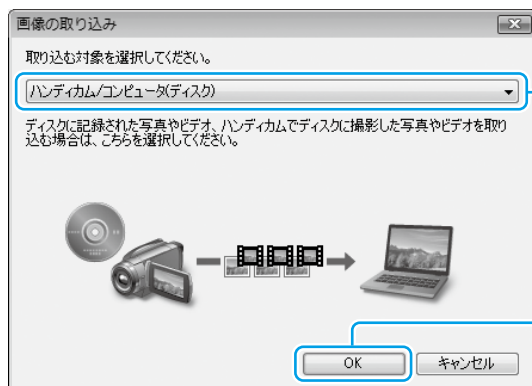 画像の取り込み
取り込む対象を選択してください。
ハンディカム/コンピュータ(ディスク)
ディスクに記録された写真やビデオ、ハンディカムでディスクに撮影した写真やビデオを取り
込む場合は、こちらを選択してください。
OK
キャンセル